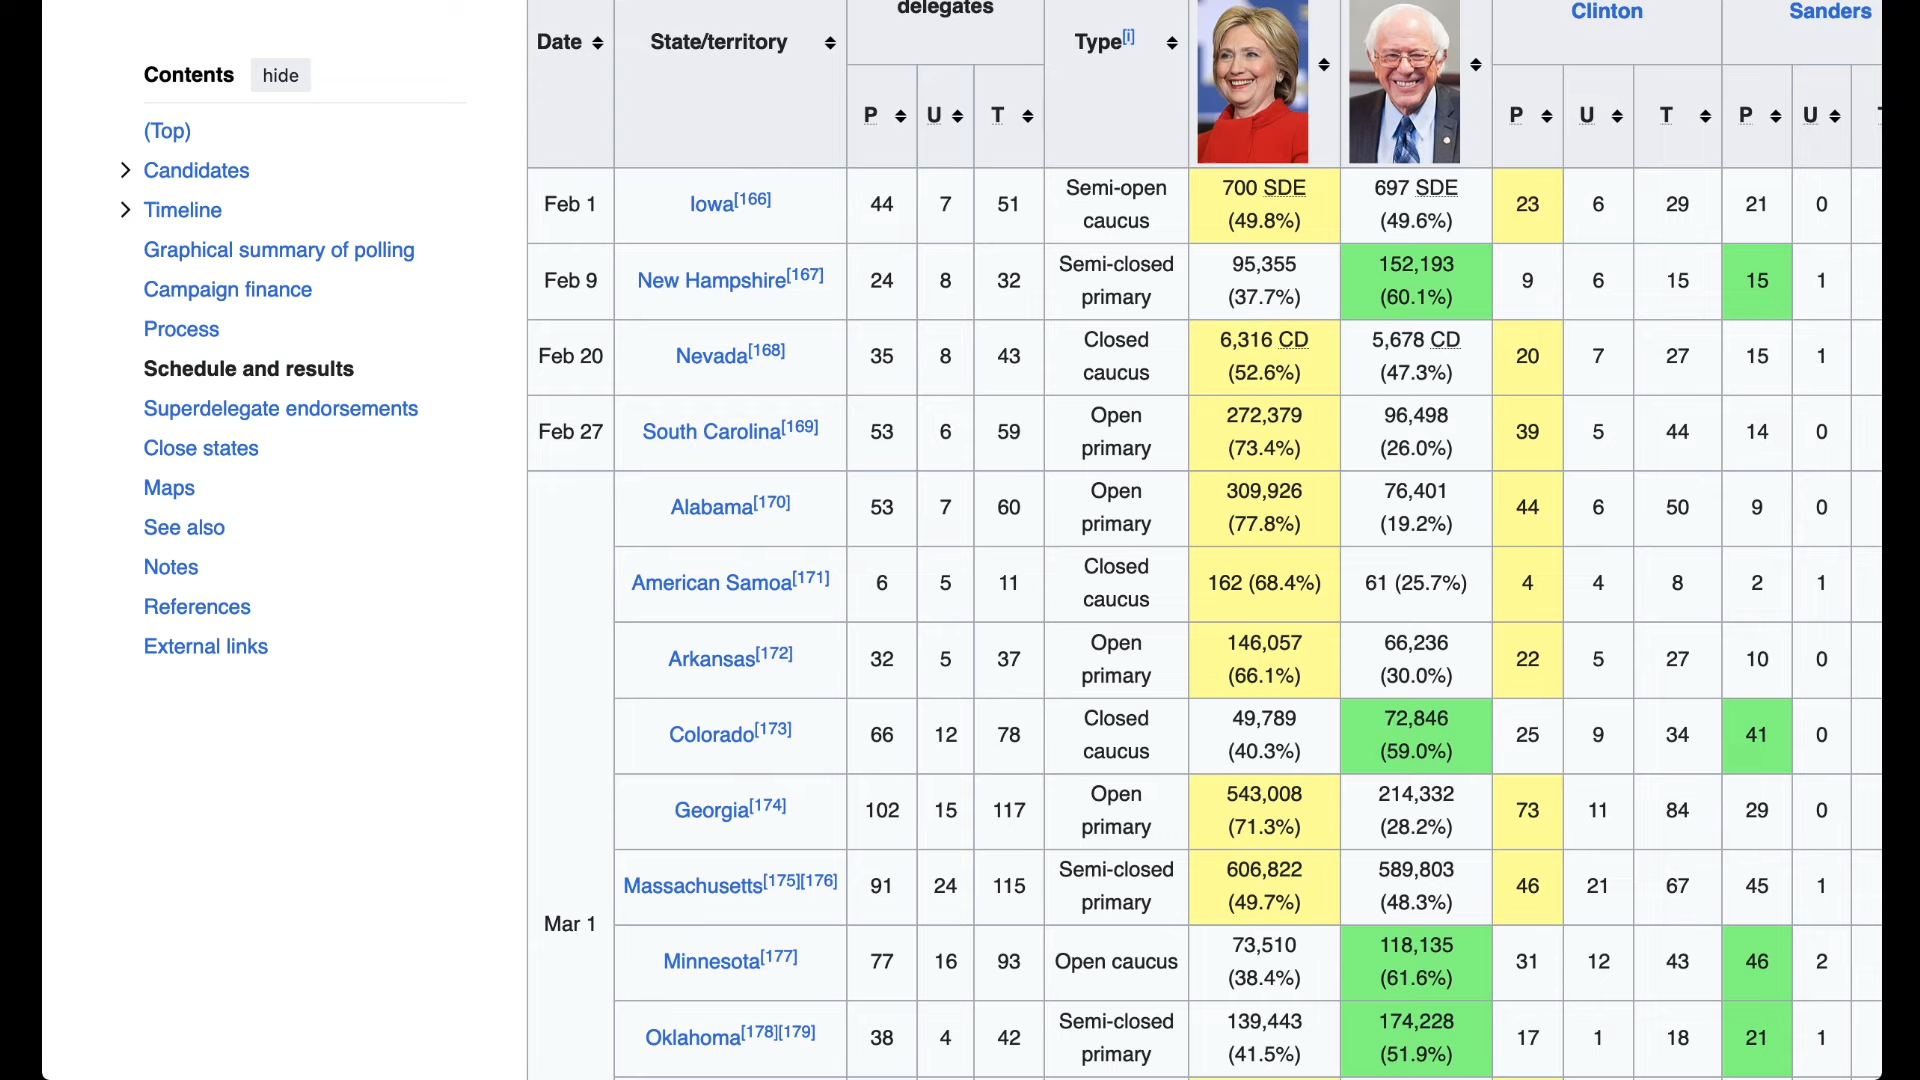 Contents hide
(Top)
Candidates
Timeline
Graphical summary of polling
Campaign finance
Process
Schedule and results
Superdelegate endorsements
Close states
Maps
See also
Notes
References
External links
delegates Clinton Sanders
Date State/territory Type[i]
P U T P U T P U
Feb 1 Iowa[166] 44 7 51 Semi-open caucus 700 SDE (49.8%) 697 SDE (49.6%) 23 6 29 21 0
Feb 9 New Hampshire[167] 24 8 32 Semi-closed primary 95,355 (37.7%) 152,193 (60.1%) 9 6 15 15 1
Feb 20 Nevada[168] 35 8 43 Closed caucus 6,316 CD (52.6%) 5,678 CD (47.3%) 20 7 27 15 1
Feb 27 South Carolina[169] 53 6 59 Open primary 272,379 (73.4%) 96,498 (26.0%) 39 5 44 14 0
Mar 1 Alabama[170] 53 7 60 Open primary 309,926 (77.8%) 76,401 (19.2%) 44 6 50 9 0
American Samoa[171] 6 5 11 Closed caucus 162 (68.4%) 61 (25.7%) 4 4 8 2 1
Arkansas[172] 32 5 37 Open primary 146,057 (66.1%) 66,236 (30.0%) 22 5 27 10 0
Colorado[173] 66 12 78 Closed caucus 49,789 (40.3%) 72,846 (59.0%) 25 9 34 41 0
Georgia[174] 102 15 117 Open primary 543,008 (71.3%) 214,332 (28.2%) 73 11 84 29 0
Massachusetts[175][176] 91 24 115 Semi-closed primary 606,822 (49.7%) 589,803 (48.3%) 46 21 67 45 1
Minnesota[177] 77 16 93 Open caucus 73,510 (38.4%) 118,135 (61.6%) 31 12 43 46 2
Oklahoma[178][179] 38 4 42 Semi-closed primary 139,443 (41.5%) 174,228 (51.9%) 17 1 18 21 1